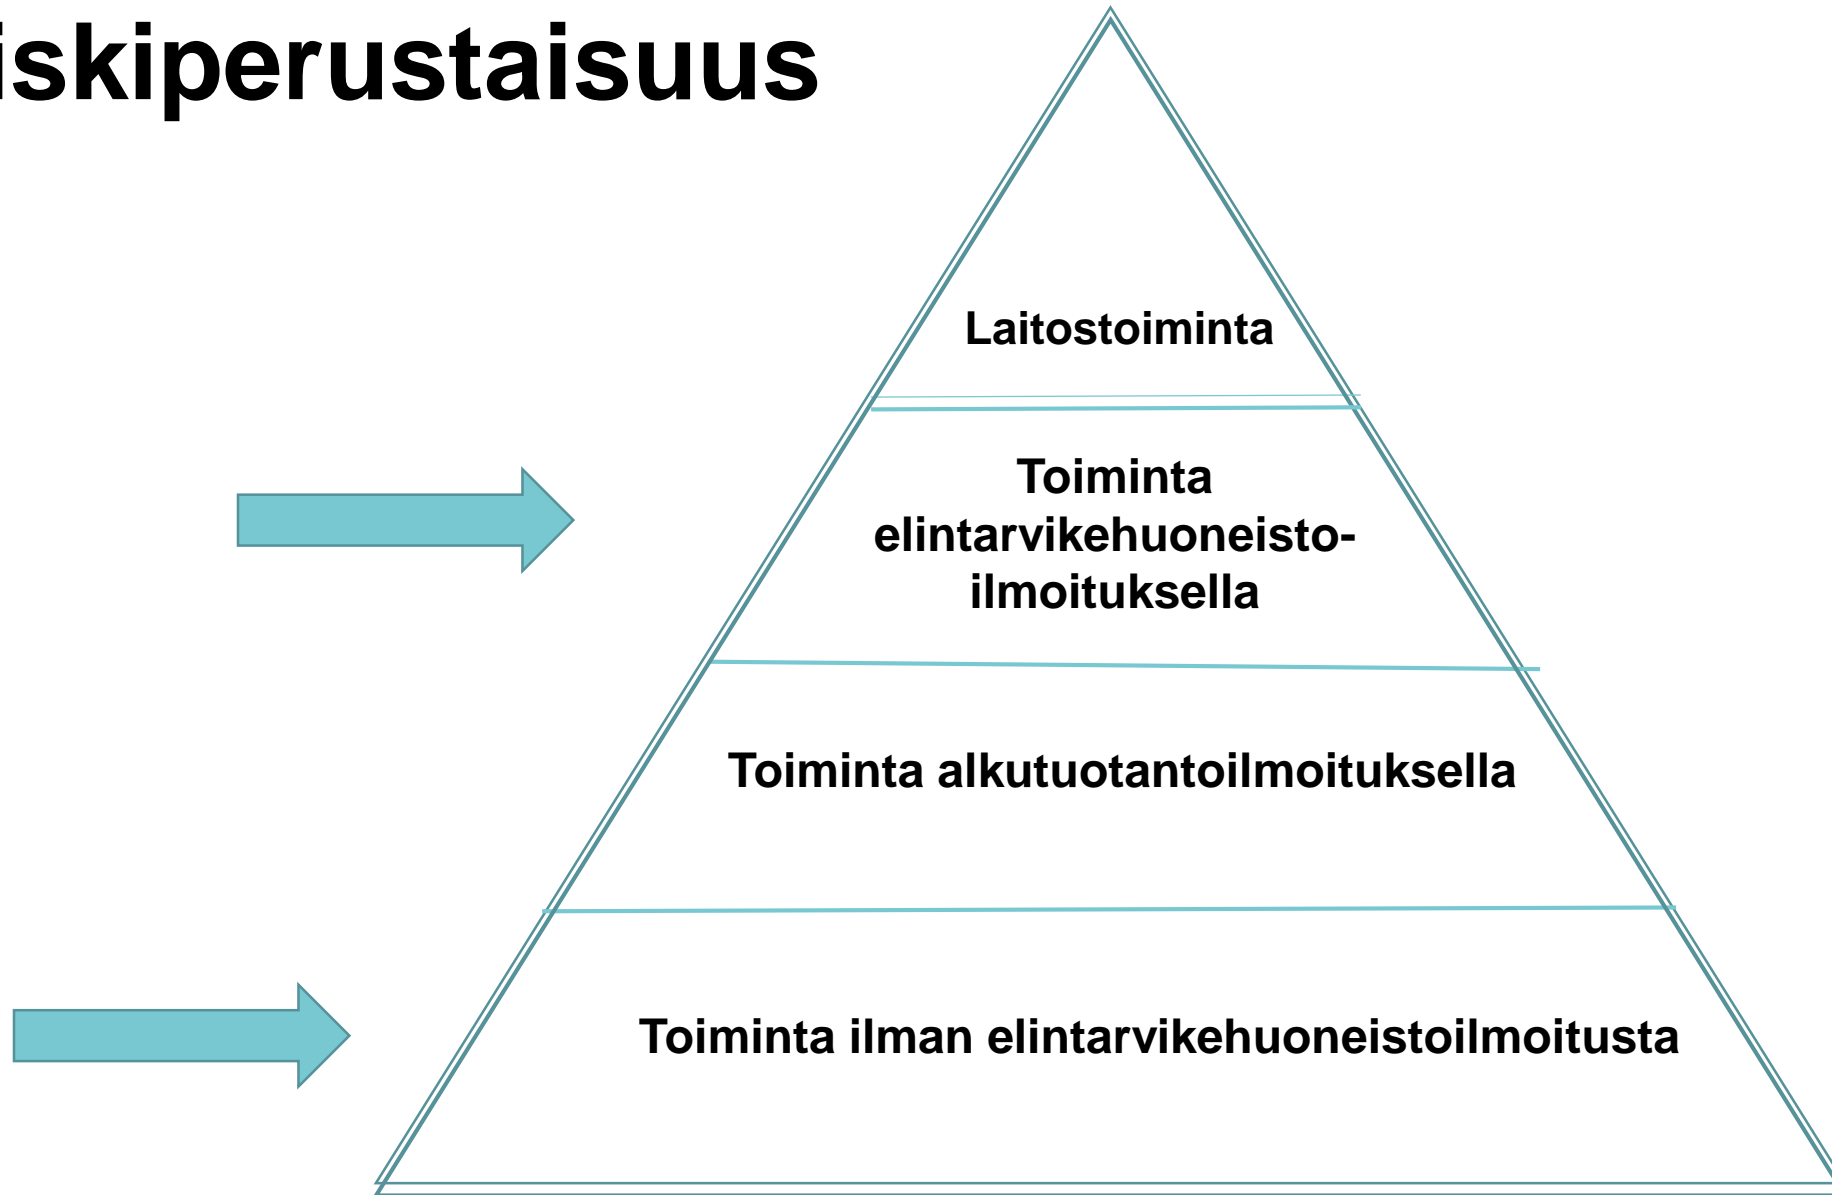 iskiperustaisuus
Laitostoiminta
Toiminta
elintarvikehuoneisto-
ilmoituksella
Toiminta alkutuotantoilmoituksella
Toiminta ilman elintarvikehuoneistoilmoitusta